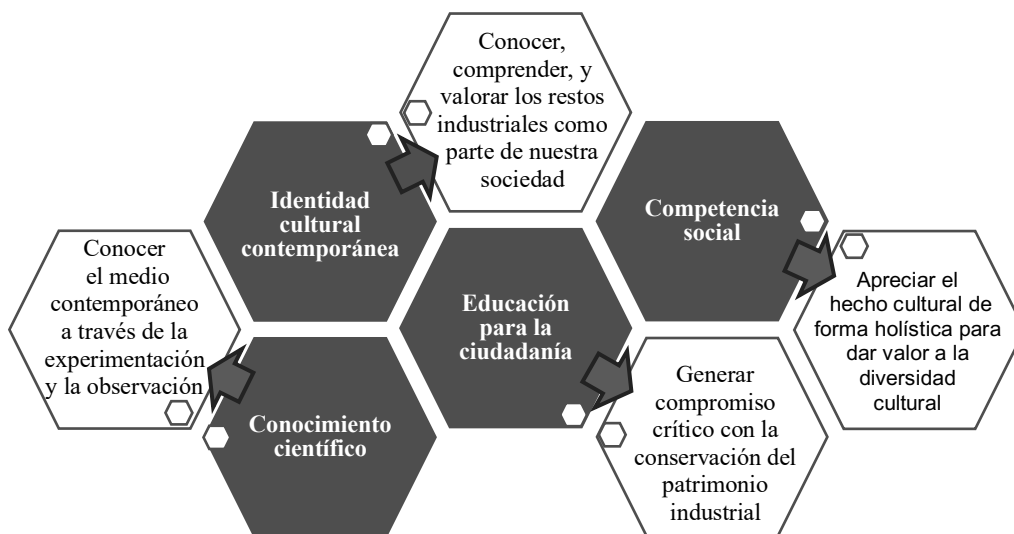 Conocer,
comprender, y
valorar los restos
industriales como
parte de nuestra
sociedad
Identidad
cultural
contemporánea
Competencia
social
Conocer
el medio
contemporáneo
a través de la
experimentación
y la observación
Educación
para la
ciudadanía
Apreciar el
hecho cultural de
forma holística para
dar valor a la
diversidad
cultural
Conocimiento
científico
Generar
compromiso
crítico con la
conservación del
patrimonio
industrial